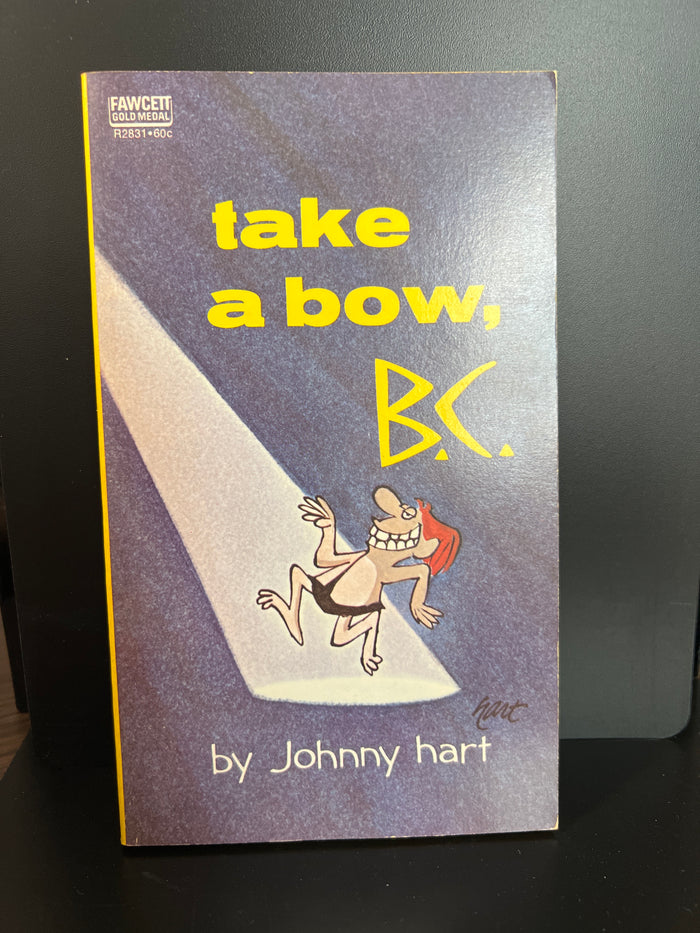 FAWCETT
GOLD MEDAL
R2831•60c
take
a bow,
B.C.
hart
by Johnny hart